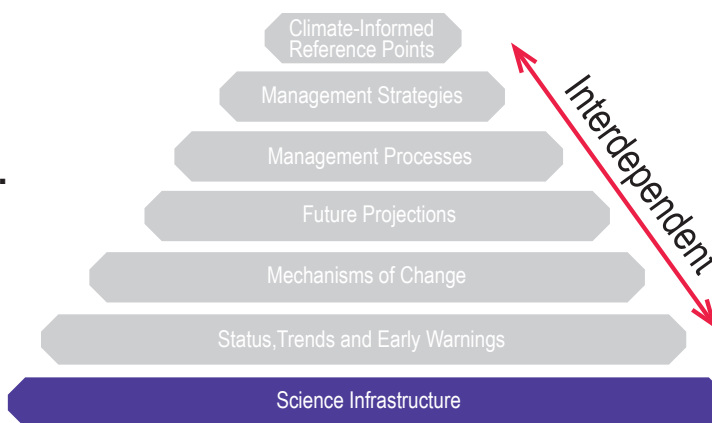 Climate-Informed
Reference Points
Management Strategies
Management Processes
Future Projections
Mechanisms of Change
Status,Trends and Early Warnings
Science Infrastructure
Interdependent
.